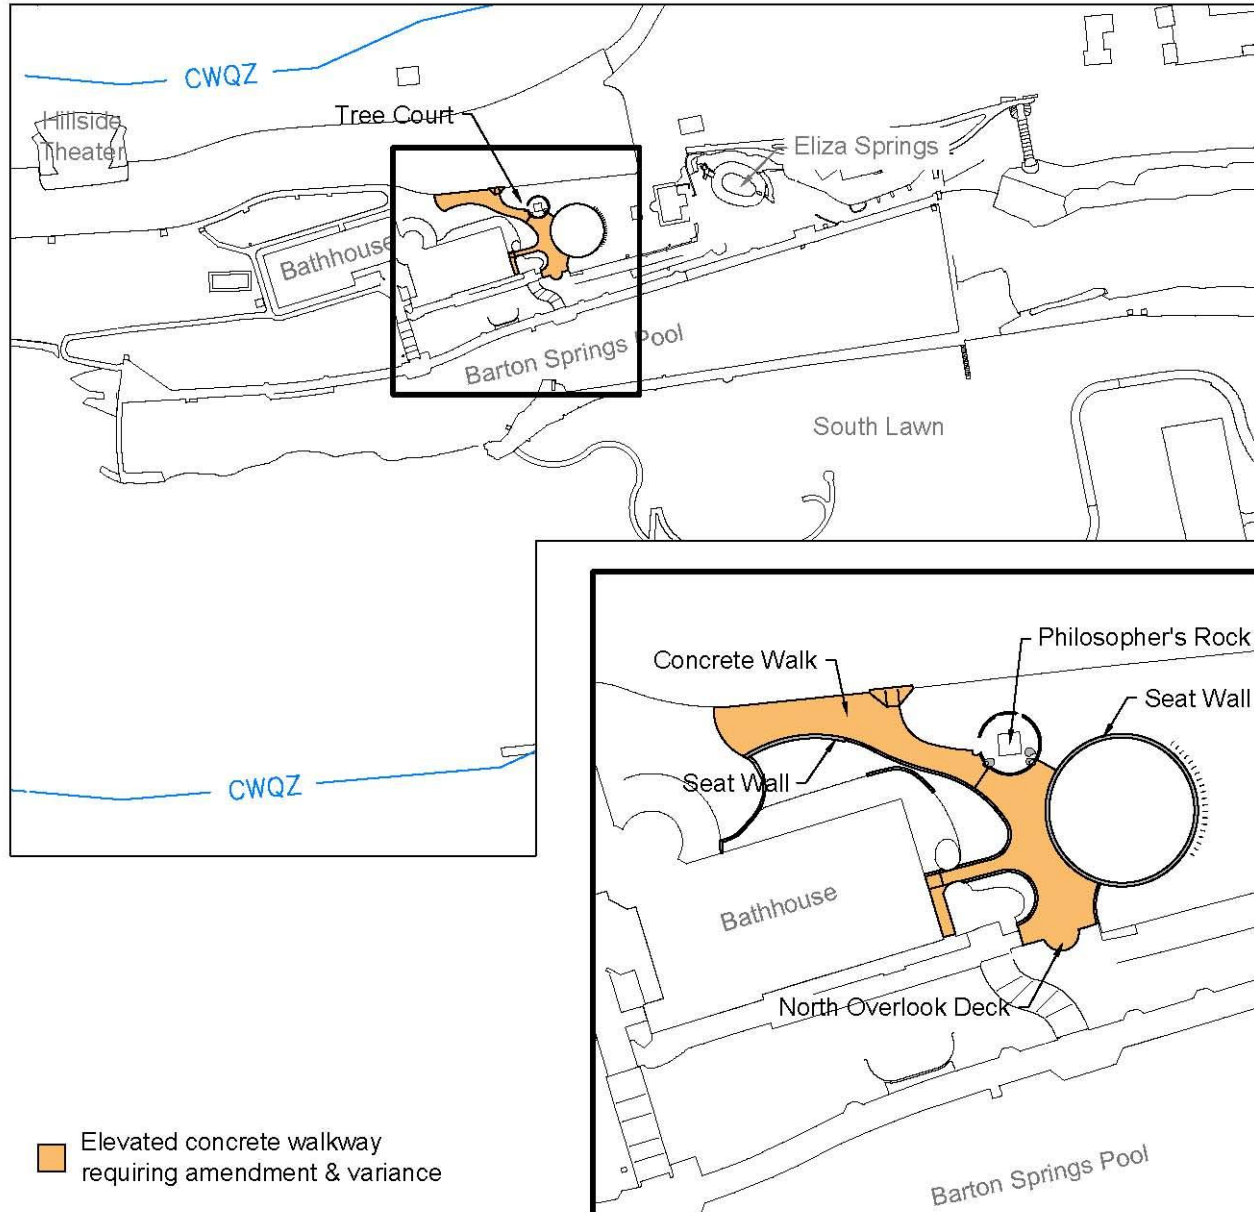 CWQZ
Hillside
Theater
Tree Court
Eliza Springs
Bathhouse
Barton Springs Pool
South Lawn
CWQZ
Philosopher's Rock
Concrete Walk
Seat Wall
Seat Wall
Bathhouse
North Overlook Deck
Barton Springs Pool
Elevated concrete walkway
requiring amendment & variance